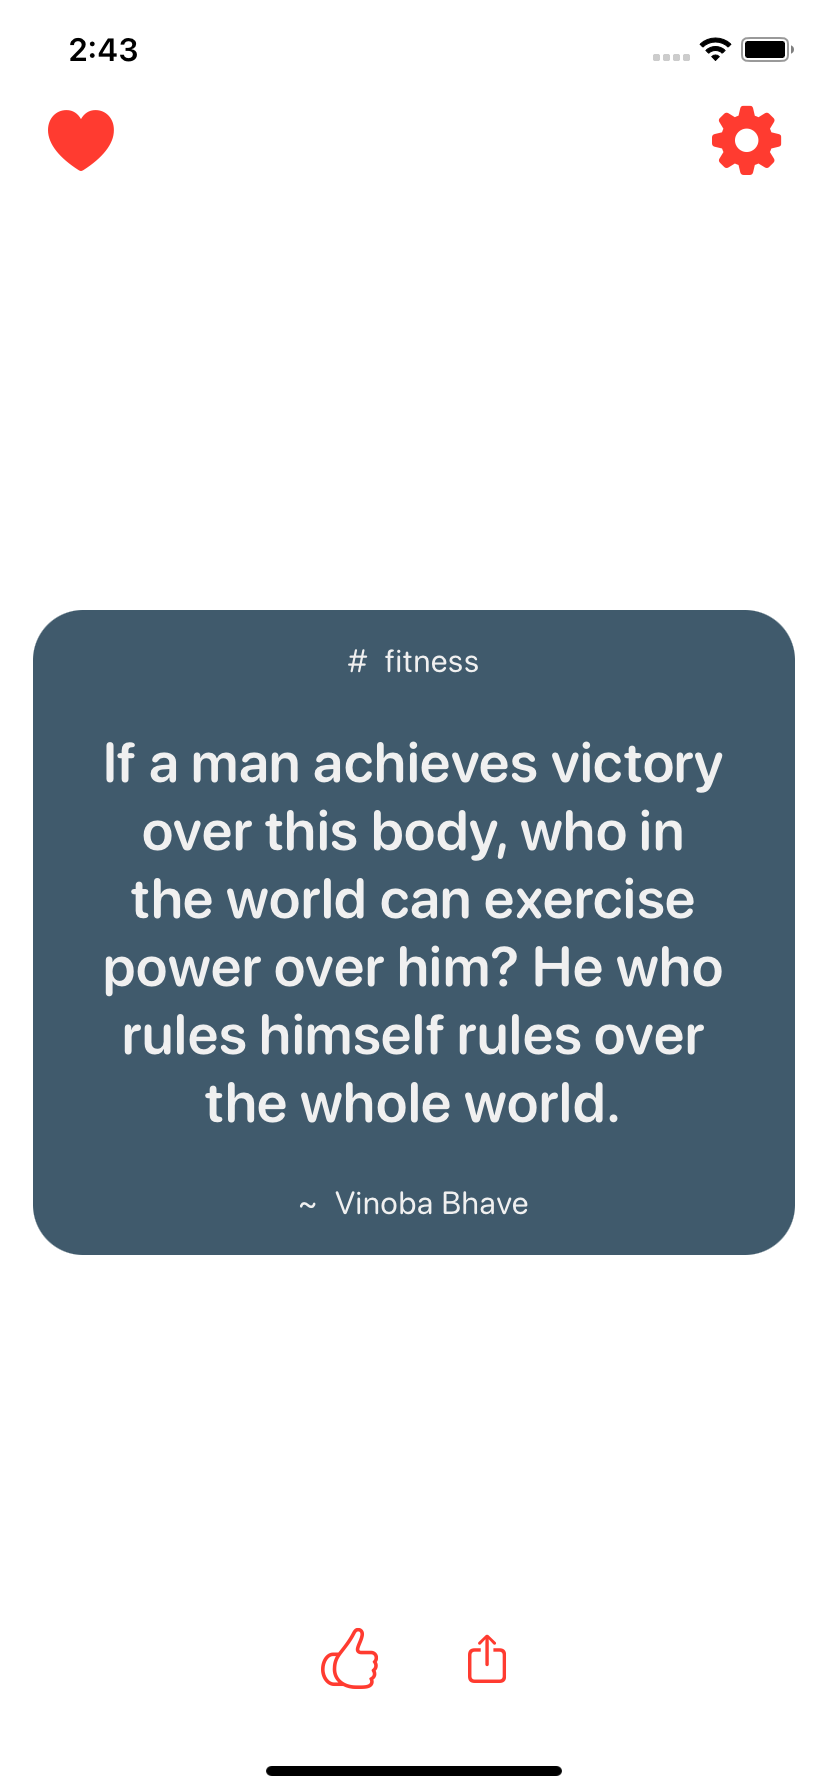 2:43
# fitness
If a man achieves victory
over this body, who in
the world can exercise
power over him? He who
rules himself rules over
the whole world.
~ Vinoba Bhave